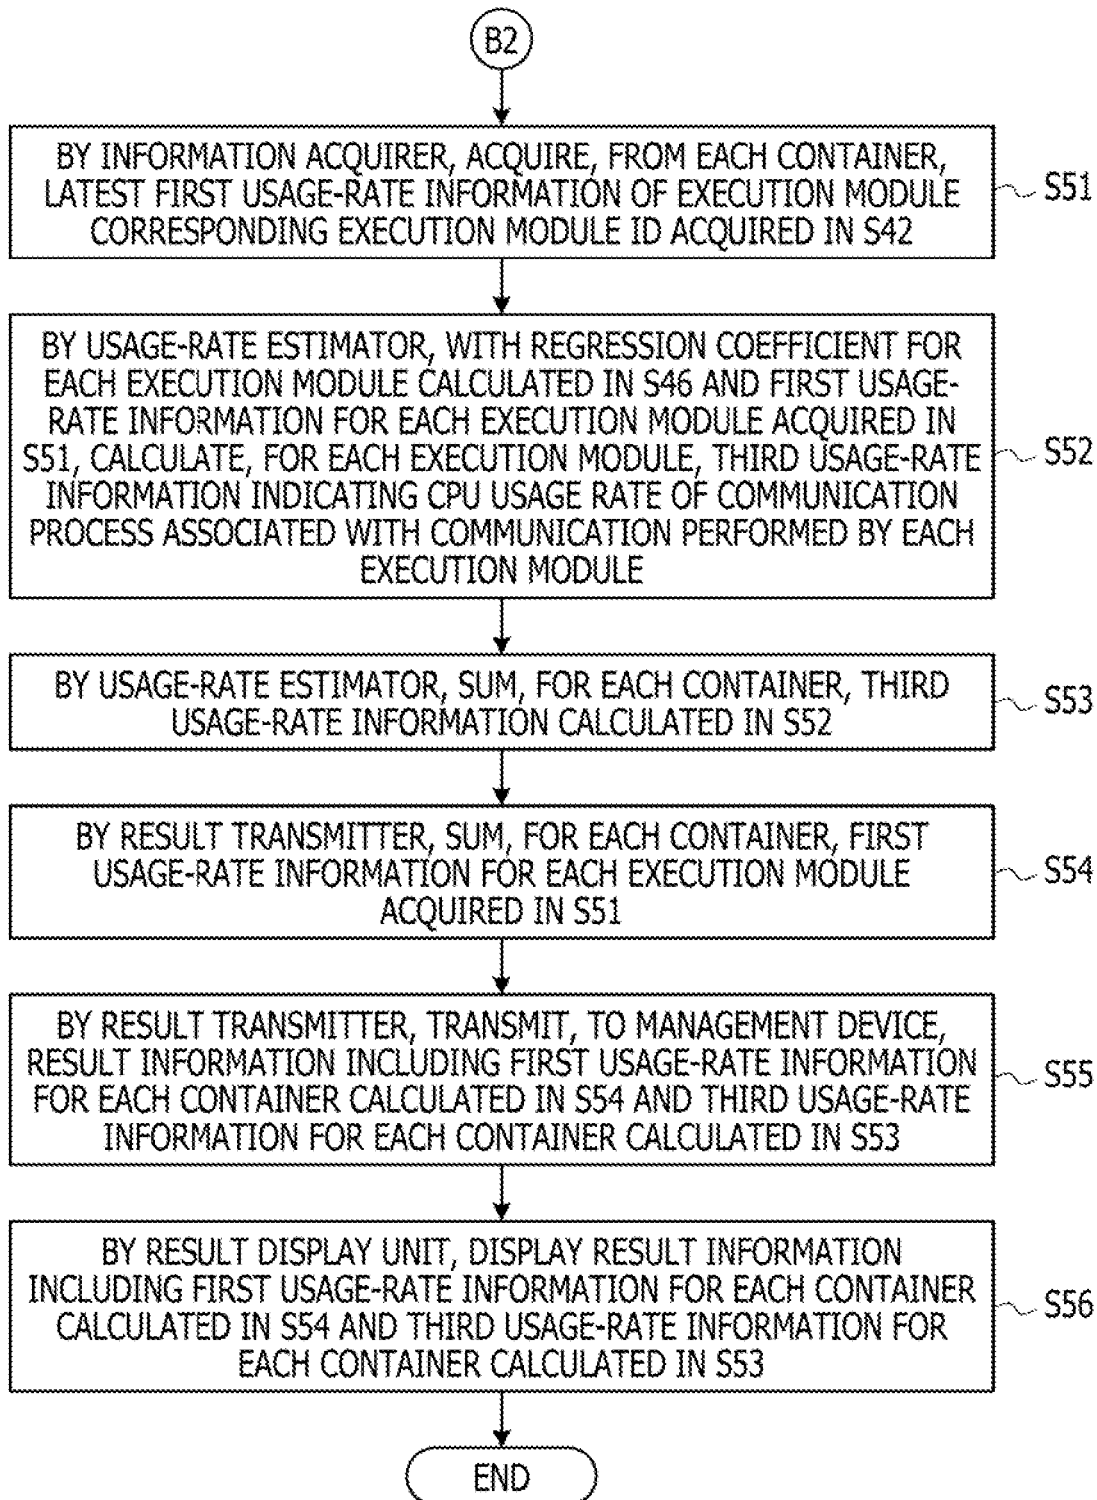 B2
BY INFORMATION ACQUIRER, ACQUIRE, FROM EACH CONTAINER,
LATEST FIRST USAGE-RATE INFORMATION OF EXECUTION MODULE
CORRESPONDING EXECUTION MODULE ID ACQUIRED IN S42
S51
BY USAGE-RATE ESTIMATOR, WITH REGRESSION COEFFICIENT FOR
EACH EXECUTION MODULE CALCULATED IN S46 AND FIRST USAGE-
RATE INFORMATION FOR EACH EXECUTION MODULE ACQUIRED IN
S51, CALCULATE, FOR EACH EXECUTION MODULE, THIRD USAGE-RATE
INFORMATION INDICATING CPU USAGE RATE OF COMMUNICATION
PROCESS ASSOCIATED WITH COMMUNICATION PERFORMED BY EACH
EXECUTION MODULE
S52
BY USAGE-RATE ESTIMATOR, SUM, FOR EACH CONTAINER, THIRD
USAGE-RATE INFORMATION CALCULATED IN S52
S53
BY RESULT TRANSMITTER, SUM, FOR EACH CONTAINER, FIRST
USAGE-RATE INFORMATION FOR EACH EXECUTION MODULE
ACQUIRED IN S51
S54
BY RESULT TRANSMITTER, TRANSMIT, TO MANAGEMENT DEVICE,
RESULT INFORMATION INCLUDING FIRST USAGE-RATE INFORMATION
FOR EACH CONTAINER CALCULATED IN S54 AND THIRD USAGE-RATE
INFORMATION FOR EACH CONTAINER CALCULATED IN S53
S55
BY RESULT DISPLAY UNIT, DISPLAY RESULT INFORMATION
INCLUDING FIRST USAGE-RATE INFORMATION FOR EACH CONTAINER
CALCULATED IN S54 AND THIRD USAGE-RATE INFORMATION FOR
EACH CONTAINER CALCULATED IN S53
S56
END